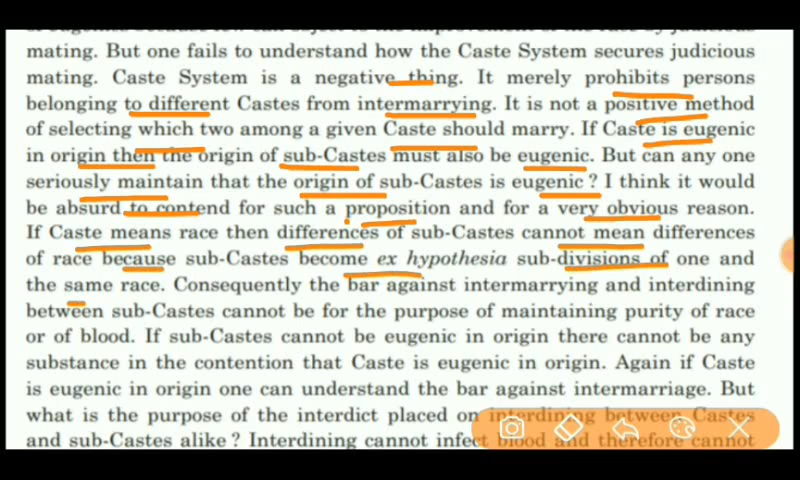 mating. But one fails to understand how the Caste System secures judicious
mating. Caste System is a negative thing. It merely prohibits persons
belonging to different Castes from intermarrying. It is not a positive method
of selecting which two among a given Caste should marry. If Caste is eugenic
in origin then the origin of sub-Castes must also be eugenic. But can any one
seriously maintain that the origin of sub-Castes is eugenic ? I think it would
be absurd to contend for such a proposition and for a very obvious reason.
If Caste means race then differences of sub-Castes cannot mean differences
of race because sub-Castes become ex hypothesia sub-divisions of one and
the same race. Consequently the bar against intermarrying and interdining
between sub-Castes cannot be for the purpose of maintaining purity of race
or of blood. If sub-Castes cannot be eugenic in origin there cannot be any
substance in the contention that Caste is eugenic in origin. Again if Caste
is eugenic in origin one can understand the bar against intermarriage. But
what is the purpose of the interdict placed on interdining between Castes
and sub-Castes alike ? Interdining cannot infect blood and therefore cannot